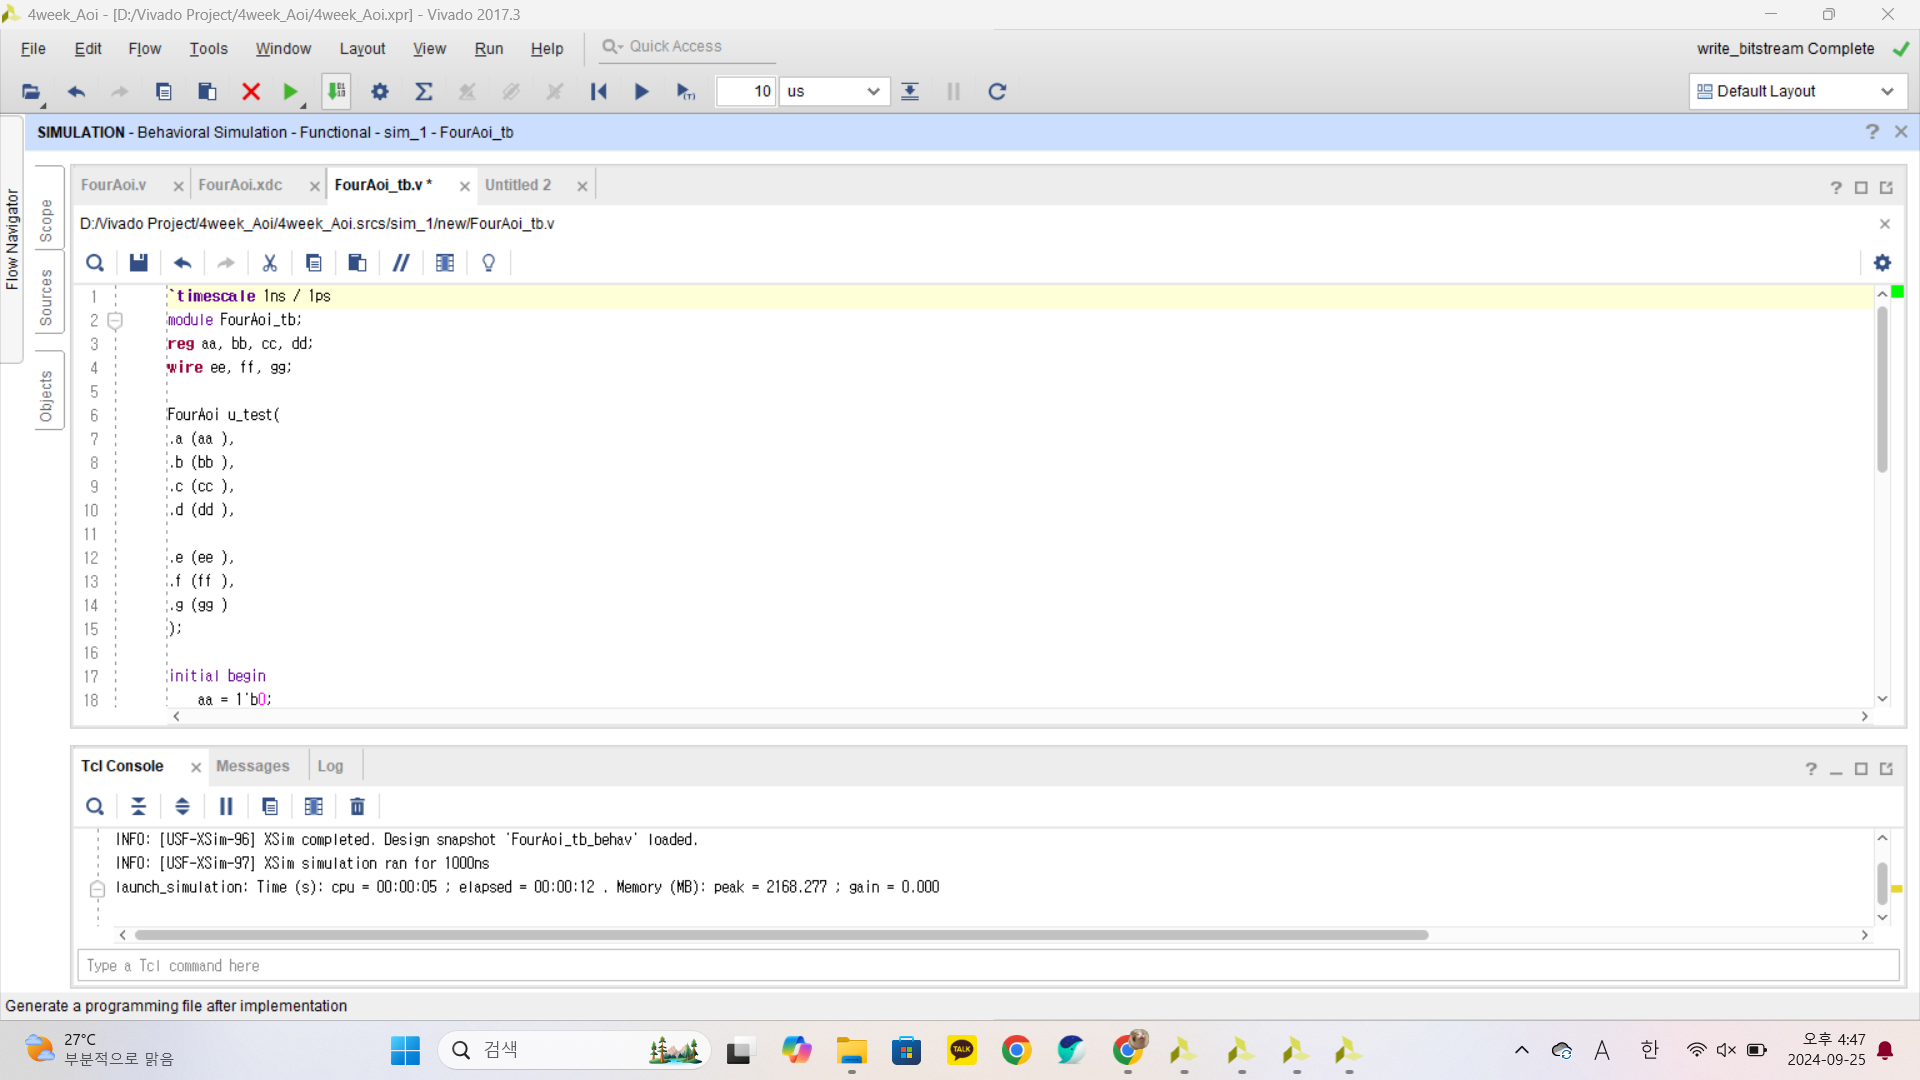 4week_Aoi - [D:/Vivado Project/4week_Aoi/4week_Aoi.xpr] - Vivado 2017.3
File Edit Flow Tools Window Layout View Run Help Quick Access
write_bitstream Complete
10 us
Default Layout
SIMULATION - Behavioral Simulation - Functional - sim_1 - FourAoi_tb
Flow Navigator
Scope
Sources
Objects
FourAoi.v FourAoi.xdc FourAoi_tb.v * Untitled 2
D:/Vivado Project/4week_Aoi/4week_Aoi.srcs/sim_1/new/FourAoi_tb.v
1 `timescale 1ns / 1ps
2 module FourAoi_tb;
3 reg aa, bb, cc, dd;
4 wire ee, ff, gg;
5
6 FourAoi u_test(
7 .a (aa ),
8 .b (bb ),
9 .c (cc ),
10 .d (dd ),
11
12 .e (ee ),
13 .f (ff ),
14 .g (gg )
15 );
16
17 initial begin
18 aa = 1'b0;
Tcl Console Messages Log
INFO: [USF-XSim-96] XSim completed. Design snapshot 'FourAoi_tb_behav' loaded.
INFO: [USF-XSim-97] XSim simulation ran for 1000ns
launch_simulation: Time (s): cpu = 00:00:05 ; elapsed = 00:00:12 . Memory (MB): peak = 2168.277 ; gain = 0.000
Type a Tcl command here
Generate a programming file after implementation
27°C
부분적으로 맑음
검색
TALK
A 한
오후 4:47
2024-09-25